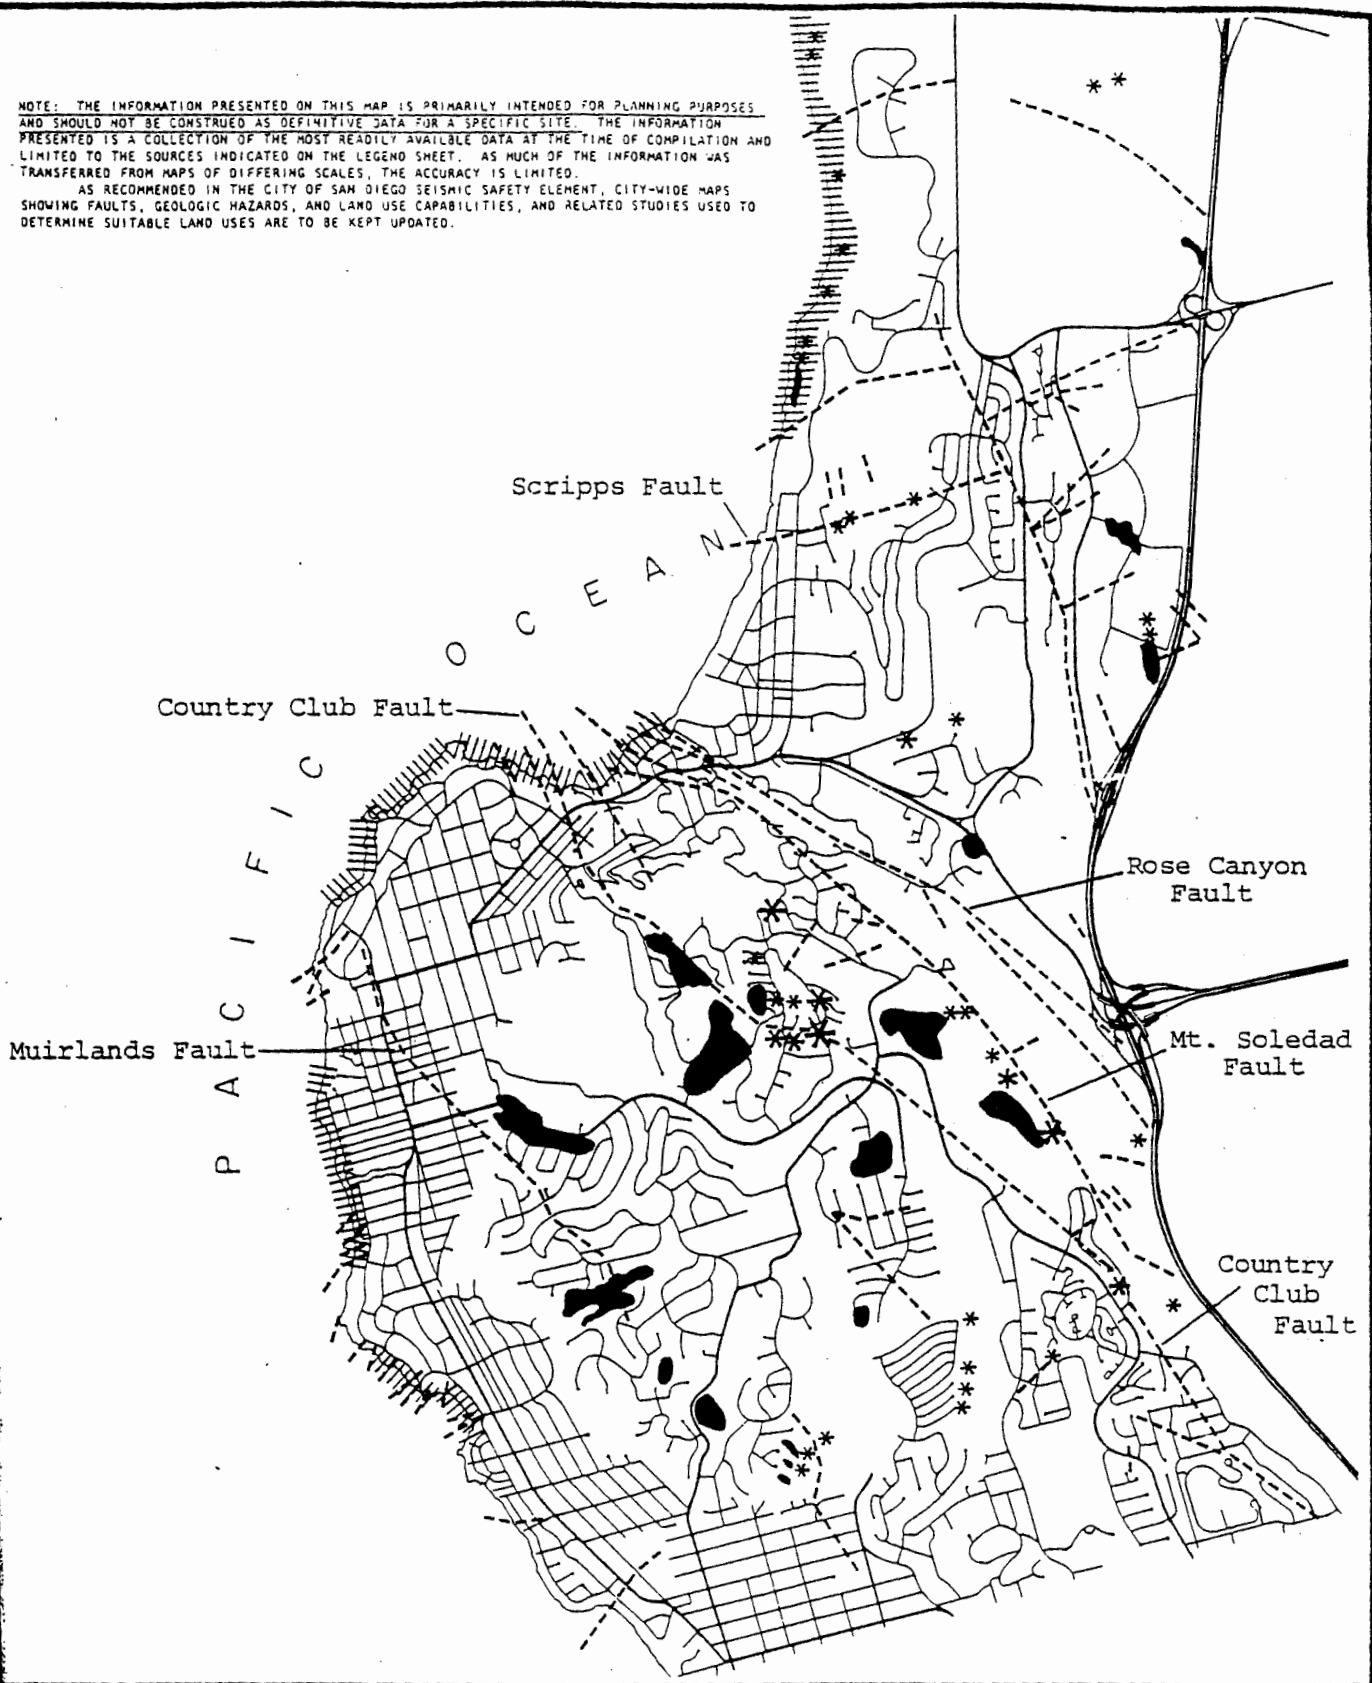 NOTE: THE INFORMATION PRESENTED ON THIS MAP IS PRIMARILY INTENDED FOR PLANNING PURPOSES
AND SHOULD NOT BE CONSTRUED AS DEFINITIVE DATA FOR A SPECIFIC SITE. THE INFORMATION
PRESENTED IS A COLLECTION OF THE MOST READILY AVAILBLE DATA AT THE TIME OF COMPILATION AND
LIMITED TO THE SOURCES INDICATED ON THE LEGEND SHEET. AS MUCH OF THE INFORMATION WAS
TRANSFERRED FROM MAPS OF DIFFERING SCALES, THE ACCURACY IS LIMITED.
AS RECOMMENDED IN THE CITY OF SAN DIEGO SEISMIC SAFETY ELEMENT, CITY-WIDE MAPS
SHOWING FAULTS, GEOLOGIC HAZARDS, AND LAND USE CAPABILITIES, AND RELATED STUDIES USED TO
DETERMINE SUITABLE LAND USES ARE TO BE KEPT UPDATED.
Scripps Fault
PACIFIC OCEAN
Country Club Fault
Rose Canyon
Fault
Muirlands Fault
Mt. Soledad
Fault
Country
Club
Fault